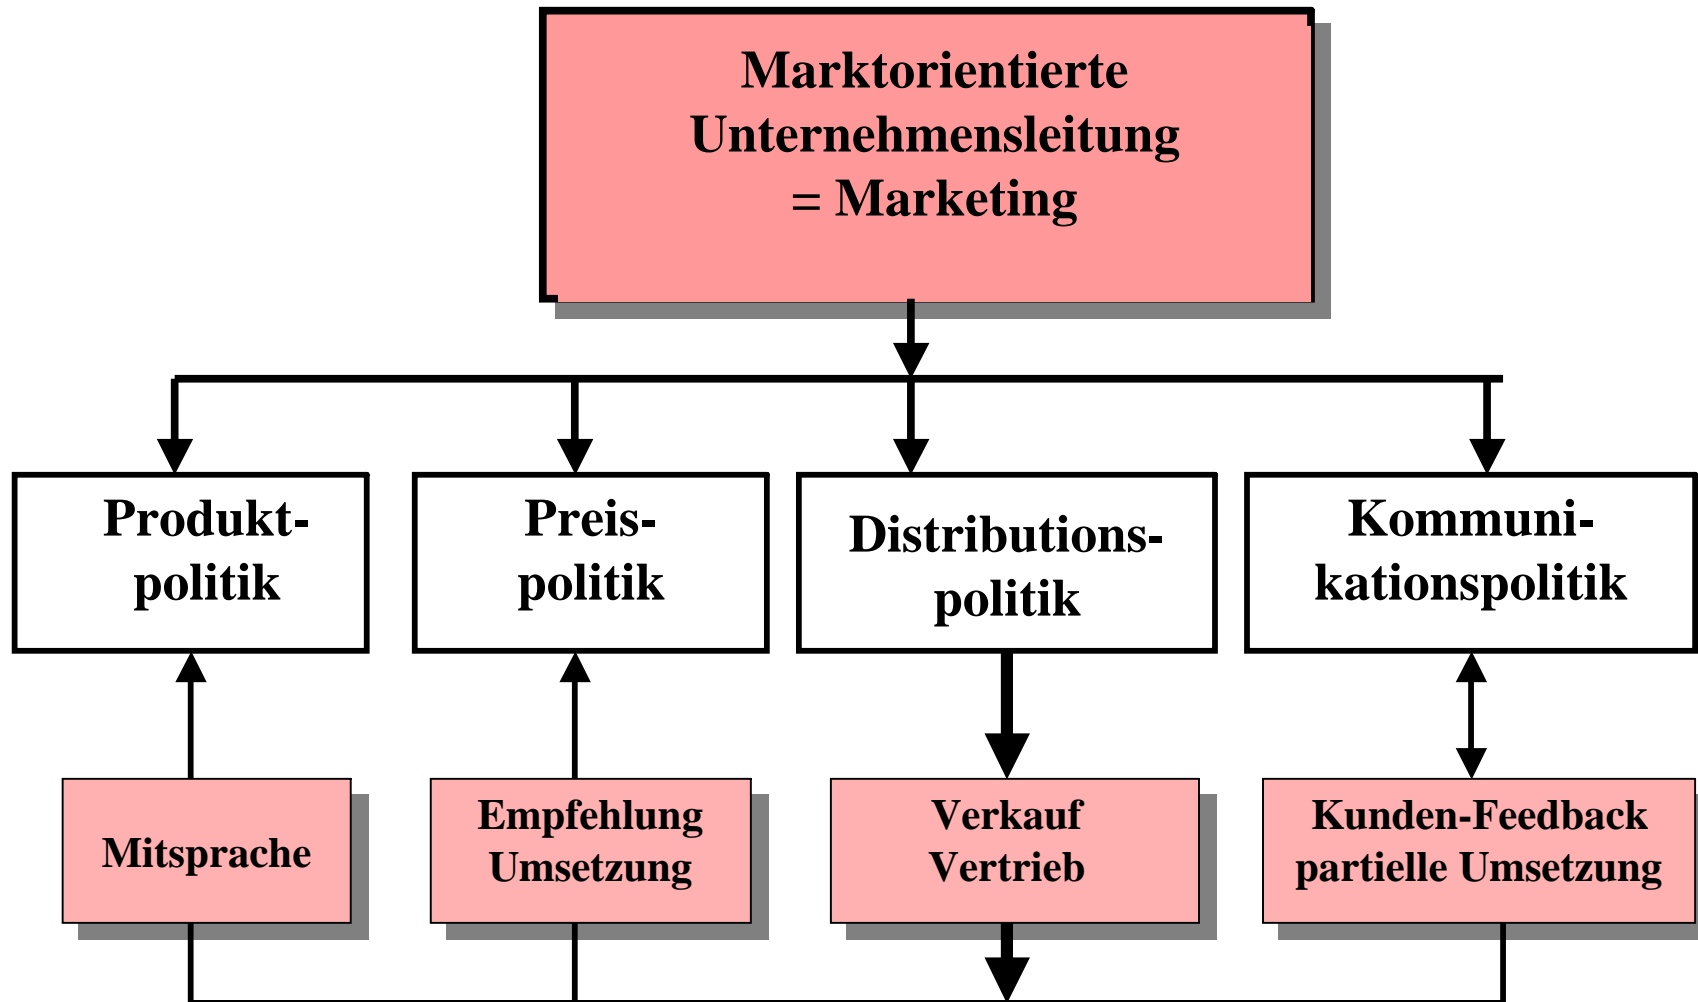 Marktorientierte
Unternehmensleitung
= Marketing
Produkt-
politik
Preis-
politik
Distributions-
politik
Kommuni-
kationspolitik
Mitsprache
Empfehlung
Umsetzung
Verkauf
Vertrieb
Kunden-Feedback
partielle Umsetzung